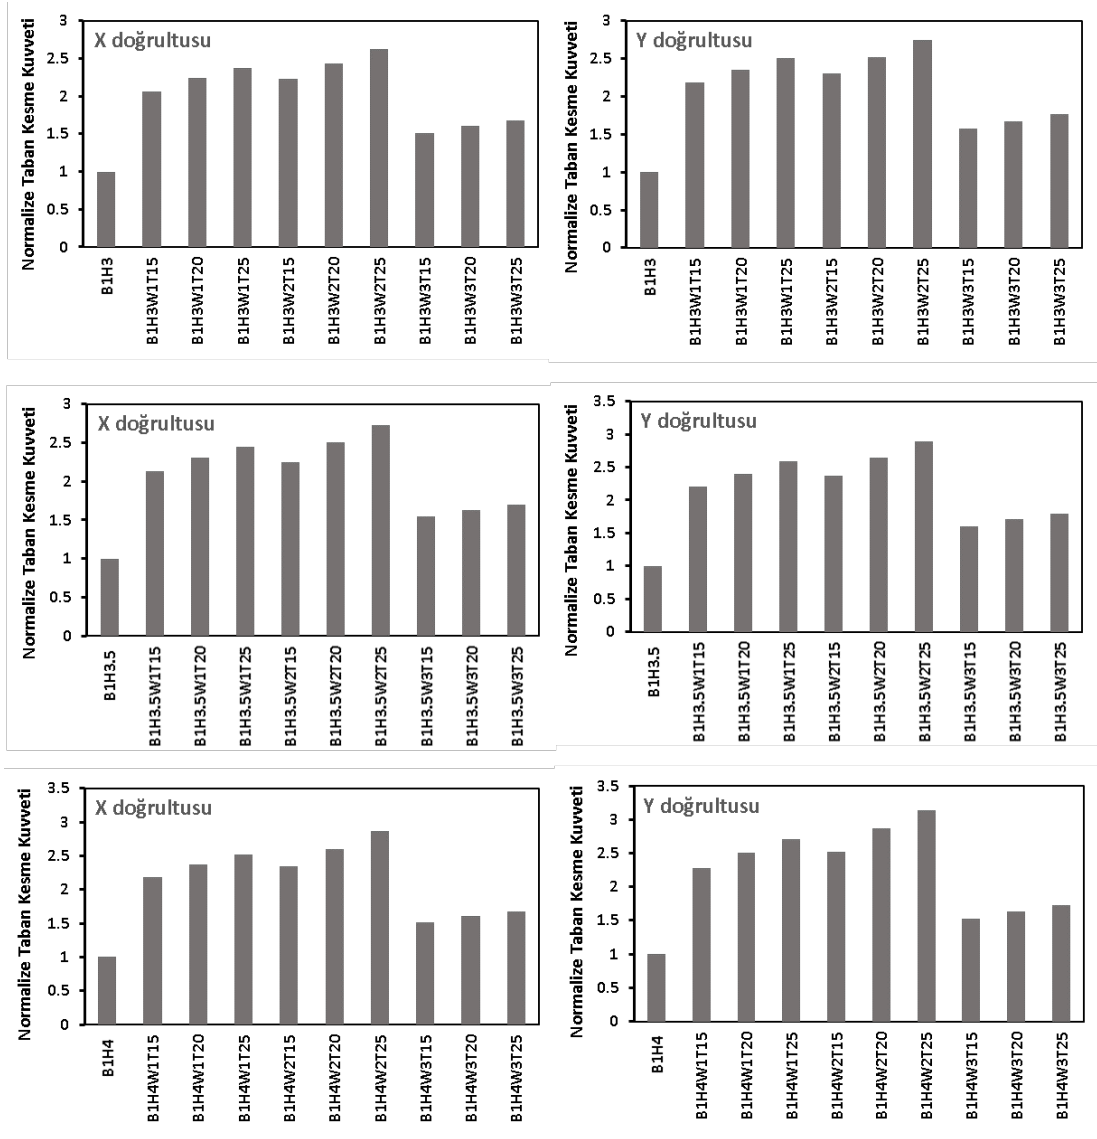 Normalize Taban Kesme Kuvveti
3
2.5
2
1.5
1
0.5
0
X doğrultusu
B1H3
B1H3W1T15
B1H3W1T20
B1H3W1T25
B1H3W2T15
B1H3W2T20
B1H3W2T25
B1H3W3T15
B1H3W3T20
B1H3W3T25
Normalize Taban Kesme Kuvveti
3
2.5
2
1.5
1
0.5
0
Y doğrultusu
B1H3
B1H3W1T15
B1H3W1T20
B1H3W1T25
B1H3W2T15
B1H3W2T20
B1H3W2T25
B1H3W3T15
B1H3W3T20
B1H3W3T25
Normalize Taban Kesme Kuvveti
3
2.5
2
1.5
1
0.5
0
X doğrultusu
B1H3.5
B1H3.5W1T15
B1H3.5W1T20
B1H3.5W1T25
B1H3.5W2T15
B1H3.5W2T20
B1H3.5W2T25
B1H3.5W3T15
B1H3.5W3T20
B1H3.5W3T25
Normalize Taban Kesme Kuvveti
3.5
3
2.5
2
1.5
1
0.5
0
Y doğrultusu
B1H3.5
B1H3.5W1T15
B1H3.5W1T20
B1H3.5W1T25
B1H3.5W2T15
B1H3.5W2T20
B1H3.5W2T25
B1H3.5W3T15
B1H3.5W3T20
B1H3.5W3T25
Normalize Taban Kesme Kuvveti
3.5
3
2.5
2
1.5
1
0.5
0
X doğrultusu
B1H4
B1H4W1T15
B1H4W1T20
B1H4W1T25
B1H4W2T15
B1H4W2T20
B1H4W2T25
B1H4W3T15
B1H4W3T20
B1H4W3T25
Normalize Taban Kesme Kuvveti
3.5
3
2.5
2
1.5
1
0.5
0
Y doğrultusu
B1H4
B1H4W1T15
B1H4W1T20
B1H4W1T25
B1H4W2T15
B1H4W2T20
B1H4W2T25
B1H4W3T15
B1H4W3T20
B1H4W3T25